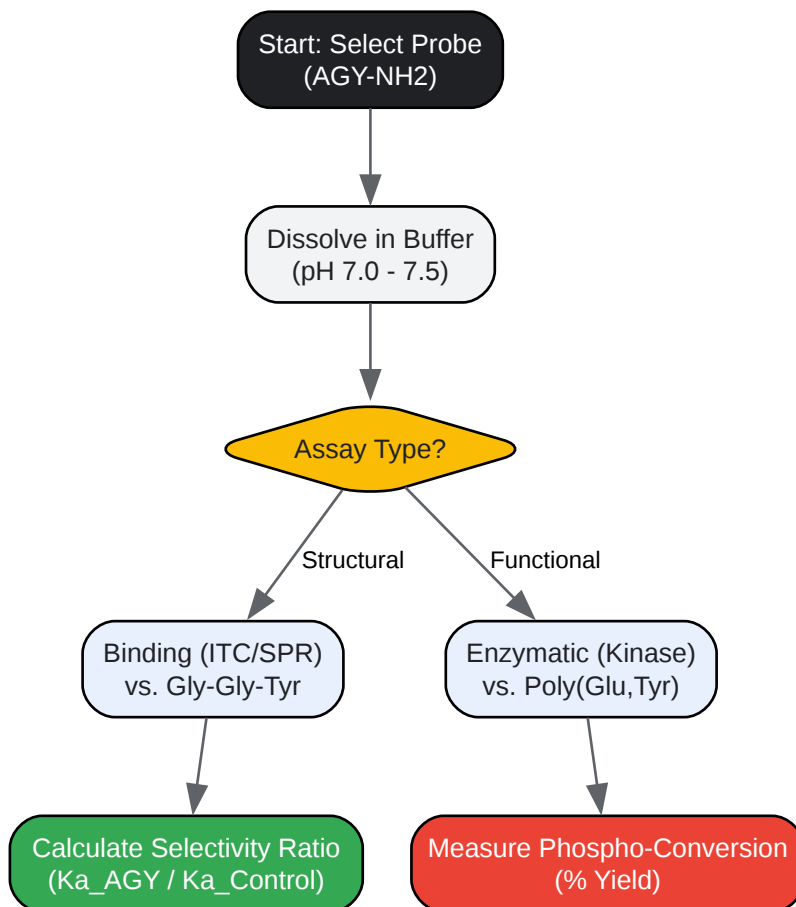 Start: Select Probe
(AGY-NH2)
Dissolve in Buffer
(pH 7.0 - 7.5)
Assay Type?
Structural
Functional
Binding (ITC/SPR)
vs. Gly-Gly-Tyr
Enzymatic (Kinase)
vs. Poly(Glu,Tyr)
Calculate Selectivity Ratio
(Ka_AGY / Ka_Control)
Measure Phospho-Conversion
(% Yield)